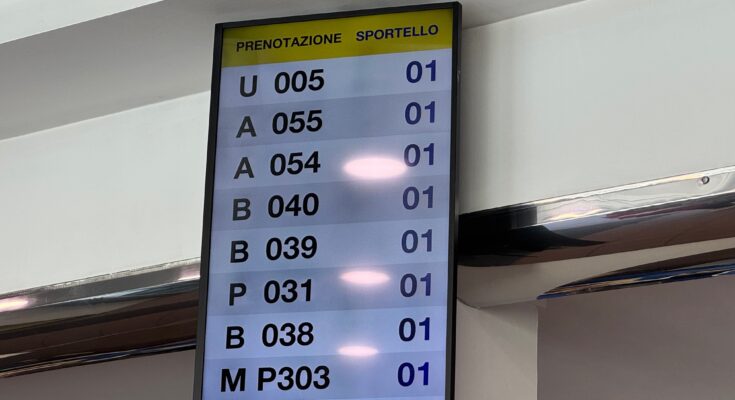 PRENOTAZIONE SPORTELLO
U 005 01
A 055 01
A 054 01
B 040 01
B 039 01
P 031 01
B 038 01
M P303 01